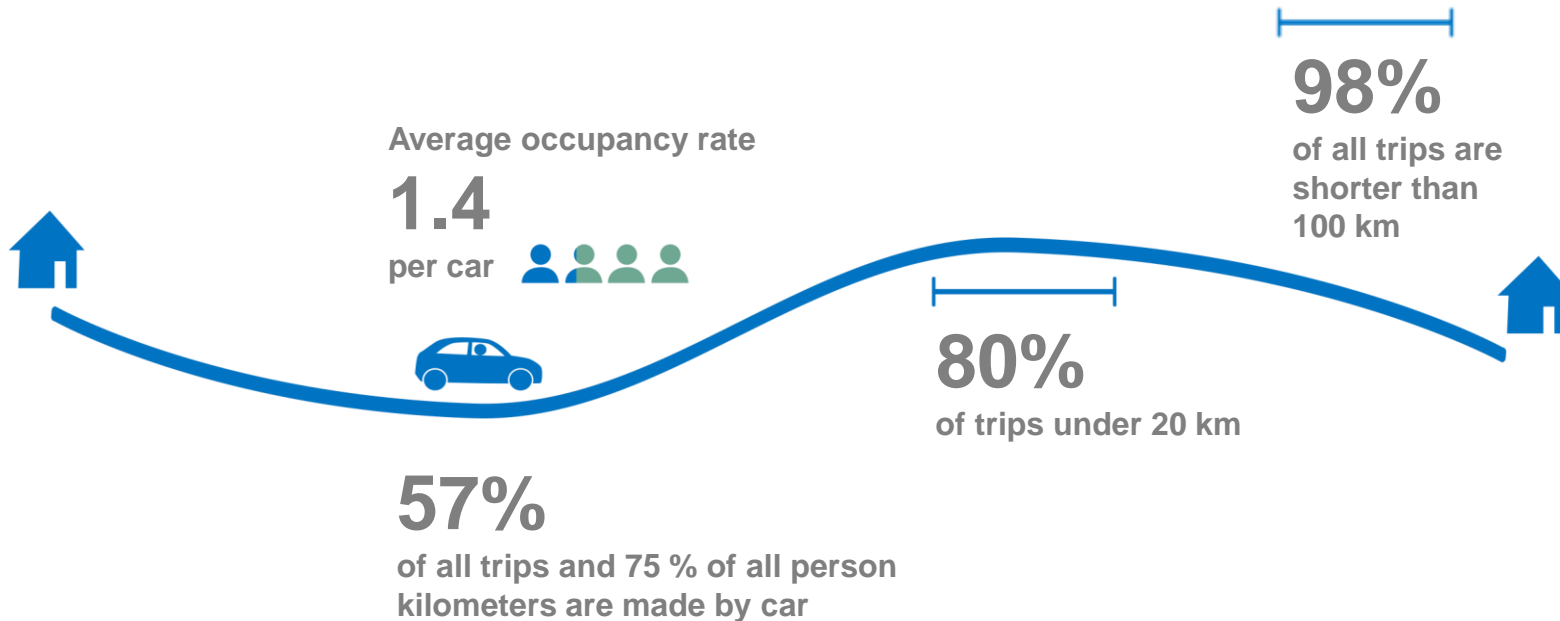 98%
of all trips are
shorter than
100 km
Average occupancy rate
1.4
per car
80%
of trips under 20 km
57%
of all trips and 75 % of all person
kilometers are made by car